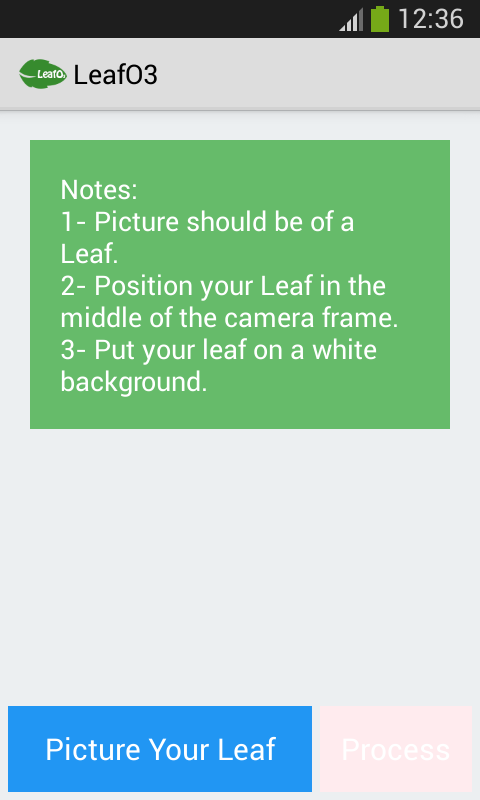 12:36
LeafO3
LeafO3
Notes:
1- Picture should be of a
Leaf.
2- Position your Leaf in the
middle of the camera frame.
3- Put your leaf on a white
background.
Picture Your Leaf
Process